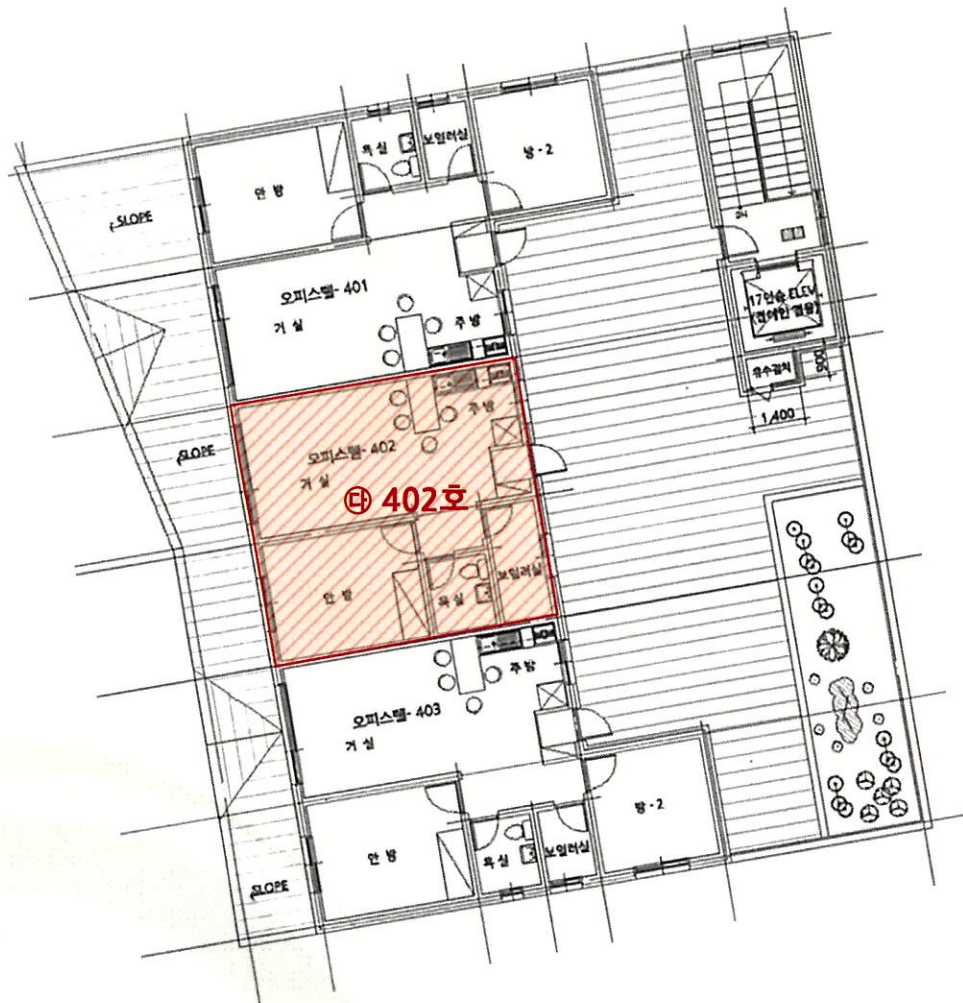 욕실
보일러실
방-2
안방
SLOPE
DN
오피스텔-401
거실
주방
17인승 ELEV.
(장애인 겸용)
900
1,400
주방
오피스텔-402
거실
SLOPE
㉰ 402호
안방
욕실
보일러실
주방
오피스텔-403
거실
방-2
안방
욕실
보일러실
SLOPE